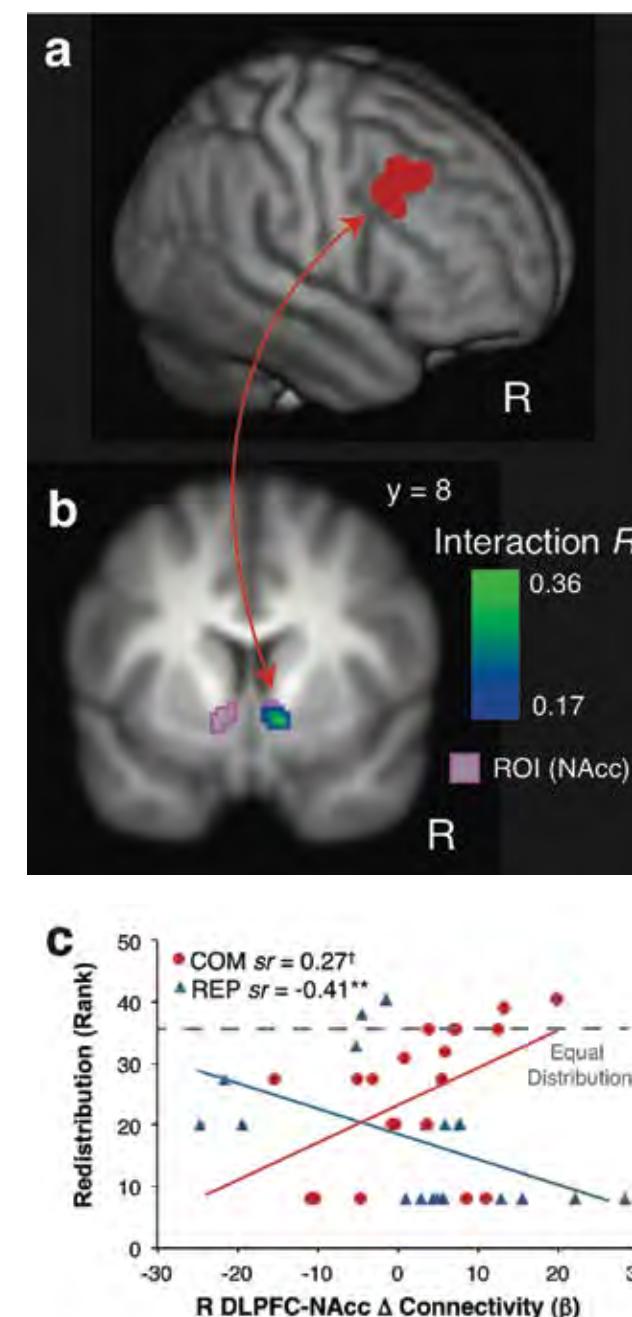 a
R
b
y = 8
Interaction R
0.36
0.17
ROI (NAcc)
R
c
50
COM sr = 0.27†
REP sr = -0.41**
40
30
20
10
0
Redistribution (Rank)
Equal
Distribution
-30 -20 -10 0 10 20
R DLPFC-NAcc Δ Connectivity (β)